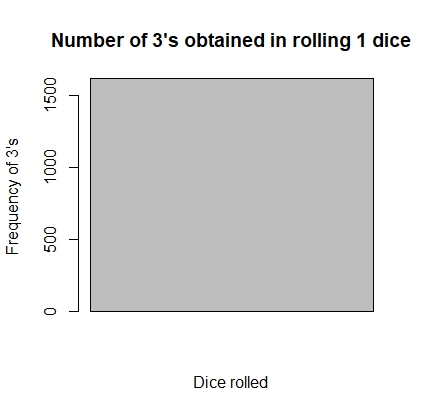 Number of 3's obtained in rolling 1 dice
1500
1000
500
0
Frequency of 3's
Dice rolled